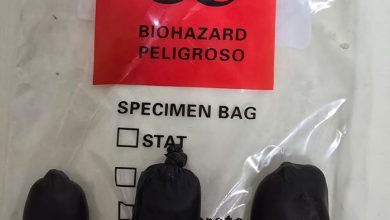 BIOHAZARD
PELIGROSO
SPECIMEN BAG
STAT